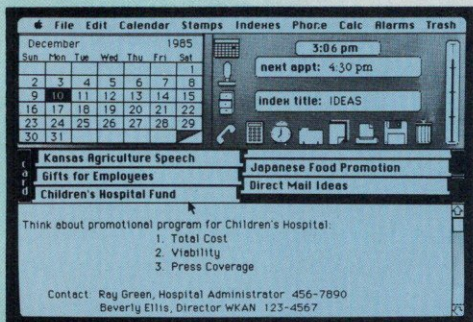 File Edit Calendar Stamps Indexes Phone Calc Alarms Trash
December 1985
Sun Mon Tue Wed Thu Fri Sat
1
2 3 4 5 6 7 8
9 10 11 12 13 14 15
16 17 18 19 20 21 22
23 24 25 26 27 28 29
30 31
3:06 pm
next appt: 4:30 pm
index title: IDEAS
card
Kansas Agriculture Speech
Gifts for Employees
Children's Hospital Fund
Japanese Food Promotion
Direct Mail Ideas
Think about promotional program for Children's Hospital:
1. Total Cost
2. Viability
3. Press Coverage
Contact: Ray Green, Hospital Administrator 456-7890
Beverly Ellis, Director WKAN 123-4567